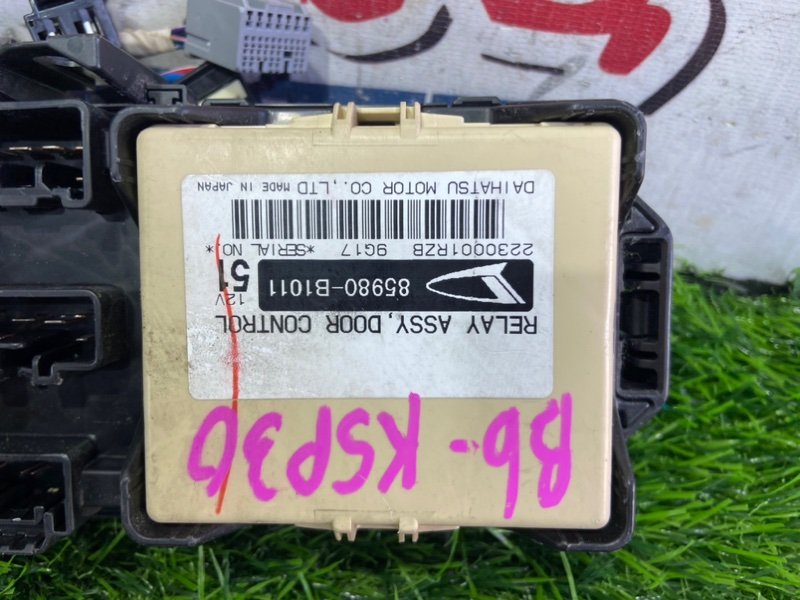 B6-KSP30
RELAY ASSY, DOOR CONTROL
85980-B1011 12V
51
2230001RZB 9G17 *SERIAL NO.*
DAIHATSU MOTOR CO.,LTD MADE IN JAPAN